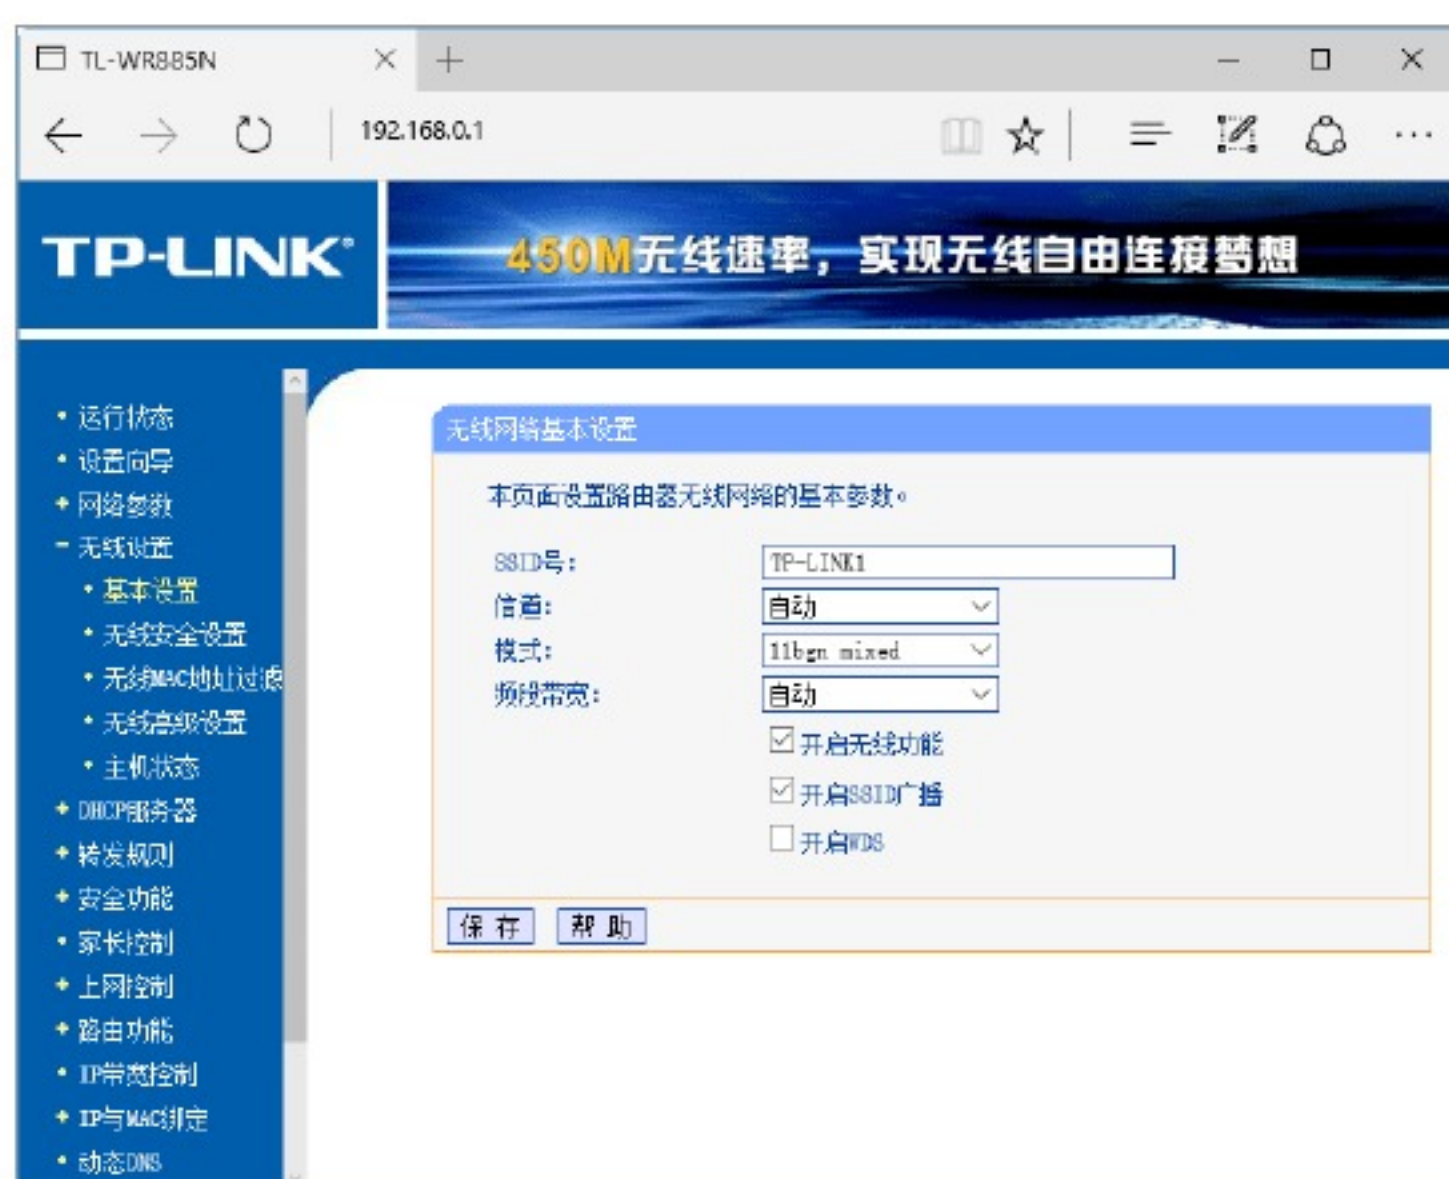 TL-WR885N
192.168.0.1
TP-LINK®
450M无线速率，实现无线自由连接梦想
运行状态
设置向导
网络参数
无线设置
基本设置
无线安全设置
无线MAC地址过滤
无线高级设置
主机状态
DHCP服务器
转发规则
安全功能
家长控制
上网控制
路由功能
IP带宽控制
IP与MAC绑定
动态DNS
无线网络基本设置
本页面设置路由器无线网络的基本参数。
SSID号： TP-LINK1
信道： 自动
模式： 11bgn mixed
频段带宽： 自动
开启无线功能
开启SSID广播
开启WDS
保存 帮助